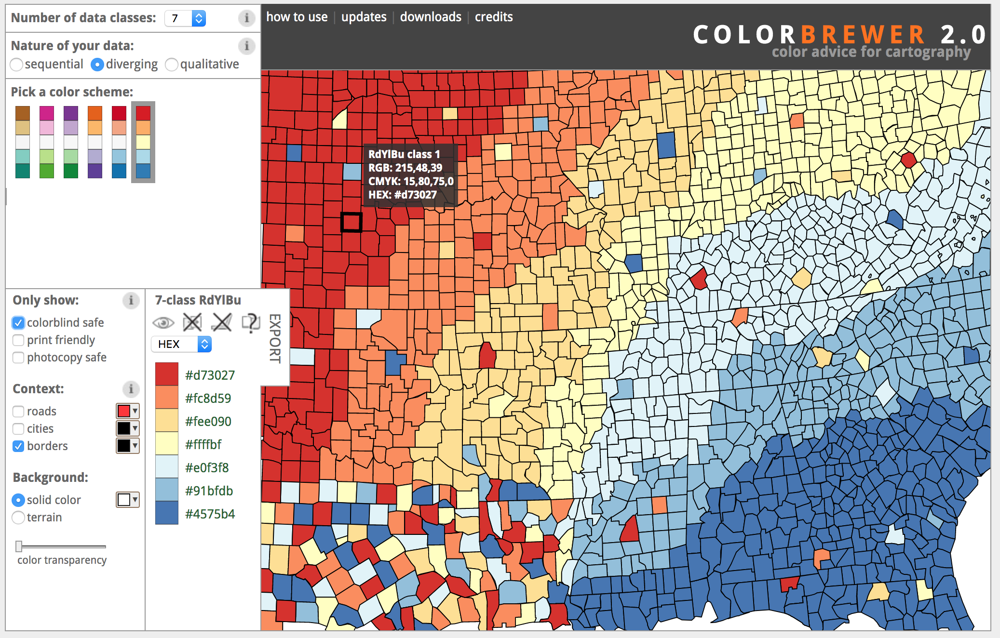 Number of data classes: 7
i
how to use | updates | downloads | credits
COLORBREWER 2.0
color advice for cartography
Nature of your data:
i
sequential diverging qualitative
Pick a color scheme:
RdYlBu class 1
RGB: 215,48,39
CMYK: 15,80,75,0
HEX: #d73027
Only show:
i
colorblind safe
print friendly
photocopy safe
Context:
i
roads
cities
borders
Background:
solid color
terrain
color transparency
7-class RdYlBu
?
HEX
EXPORT
#d73027
#fc8d59
#fee090
#ffffbf
#e0f3f8
#91bfdb
#4575b4